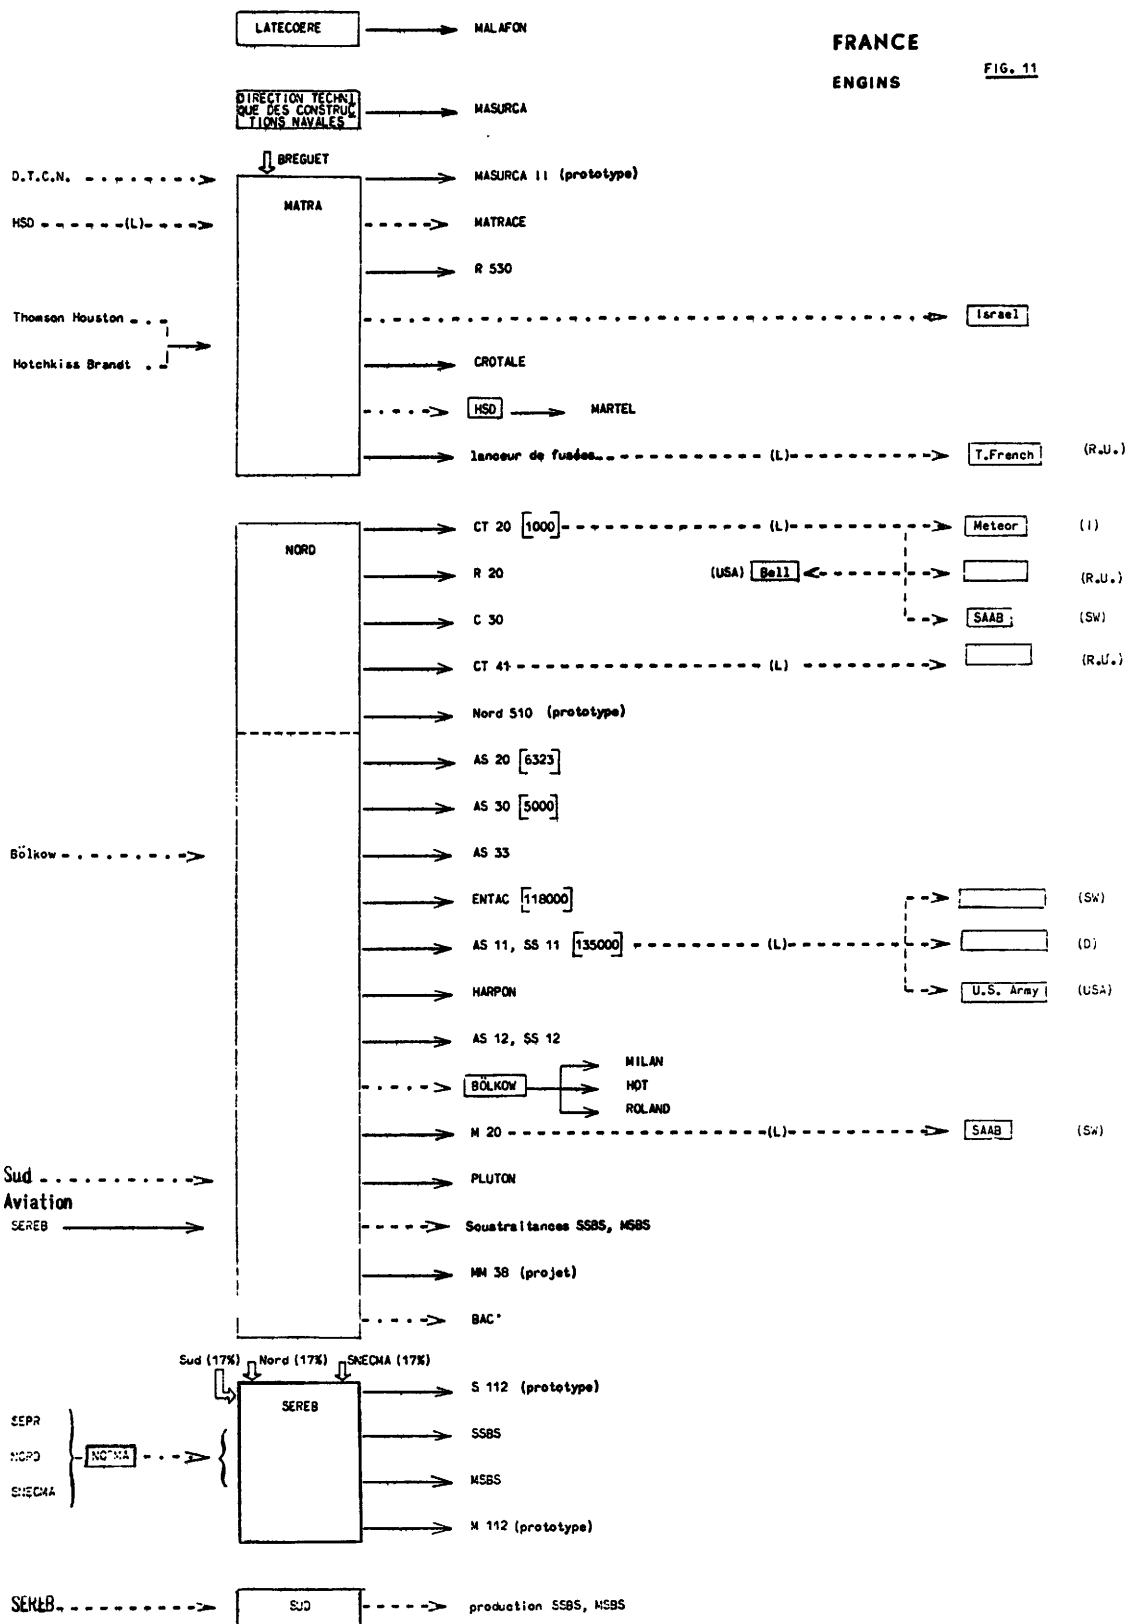 LATECOERE MALAFON
FRANCE
ENGINS FIG. 11
DIRECTION TECHNI
QUE DES CONSTRUC
TIONS NAVALES
MASURCA
BREGUET
D.T.C.N. MASURCA II (prototype)
MATRA
HSD (L) MATRACE
R 530
Thomson Houston Israel
Hotchkiss Brandt CROTALE
HSD MARTEL
lanceur de fusées (L) T.French (R.U.)
CT 20 [1000] (L) Meteor (I)
NORD
R 20 (USA) Bell (R.U.)
C 30 SAAB (SW)
CT 41 (L) (R.U.)
Nord 510 (prototype)
AS 20 [6323]
AS 30 [5000]
Bölkow AS 33
ENTAC [118000] (SW)
AS 11, SS 11 [135000] (L) (D)
HARPON U.S. Army (USA)
AS 12, SS 12
MILAN
BÖLKOW HOT
ROLAND
M 20 (L) SAAB (SW)
Sud PLUTON
Aviation
SEREB Soustraitances SSBS, MSBS
MM 38 (projet)
BAC
Sud (17%) Nord (17%) SNECMA (17%)
S 112 (prototype)
SEREB
SEPR
SSBS
NORD NORMA
MSBS
SNECMA
M 112 (prototype)
SEREB SUD production SSBS, MSBS